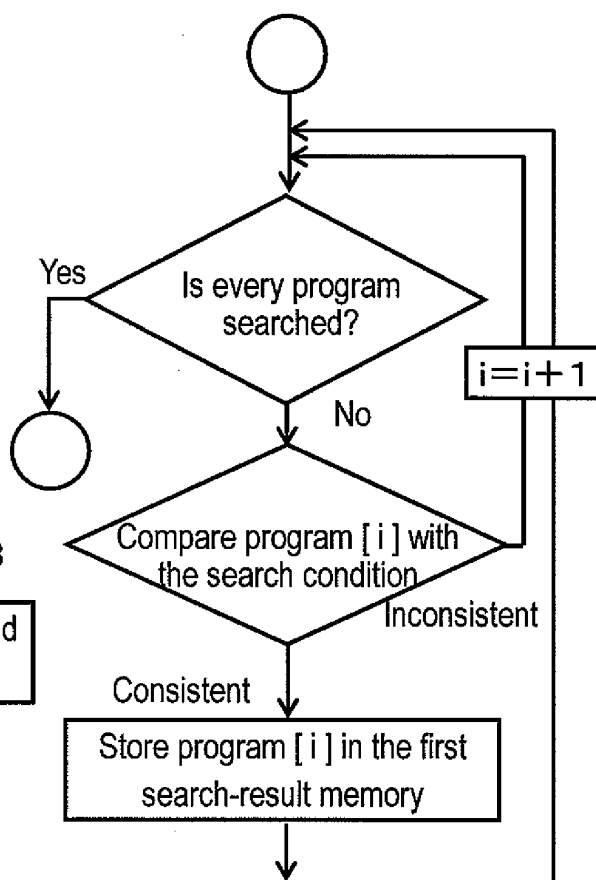 Yes
Is every program
searched?
i=i+1
No
Compare program [ i ] with
the search condition
Inconsistent
d
Consistent
Store program [ i ] in the first
search-result memory